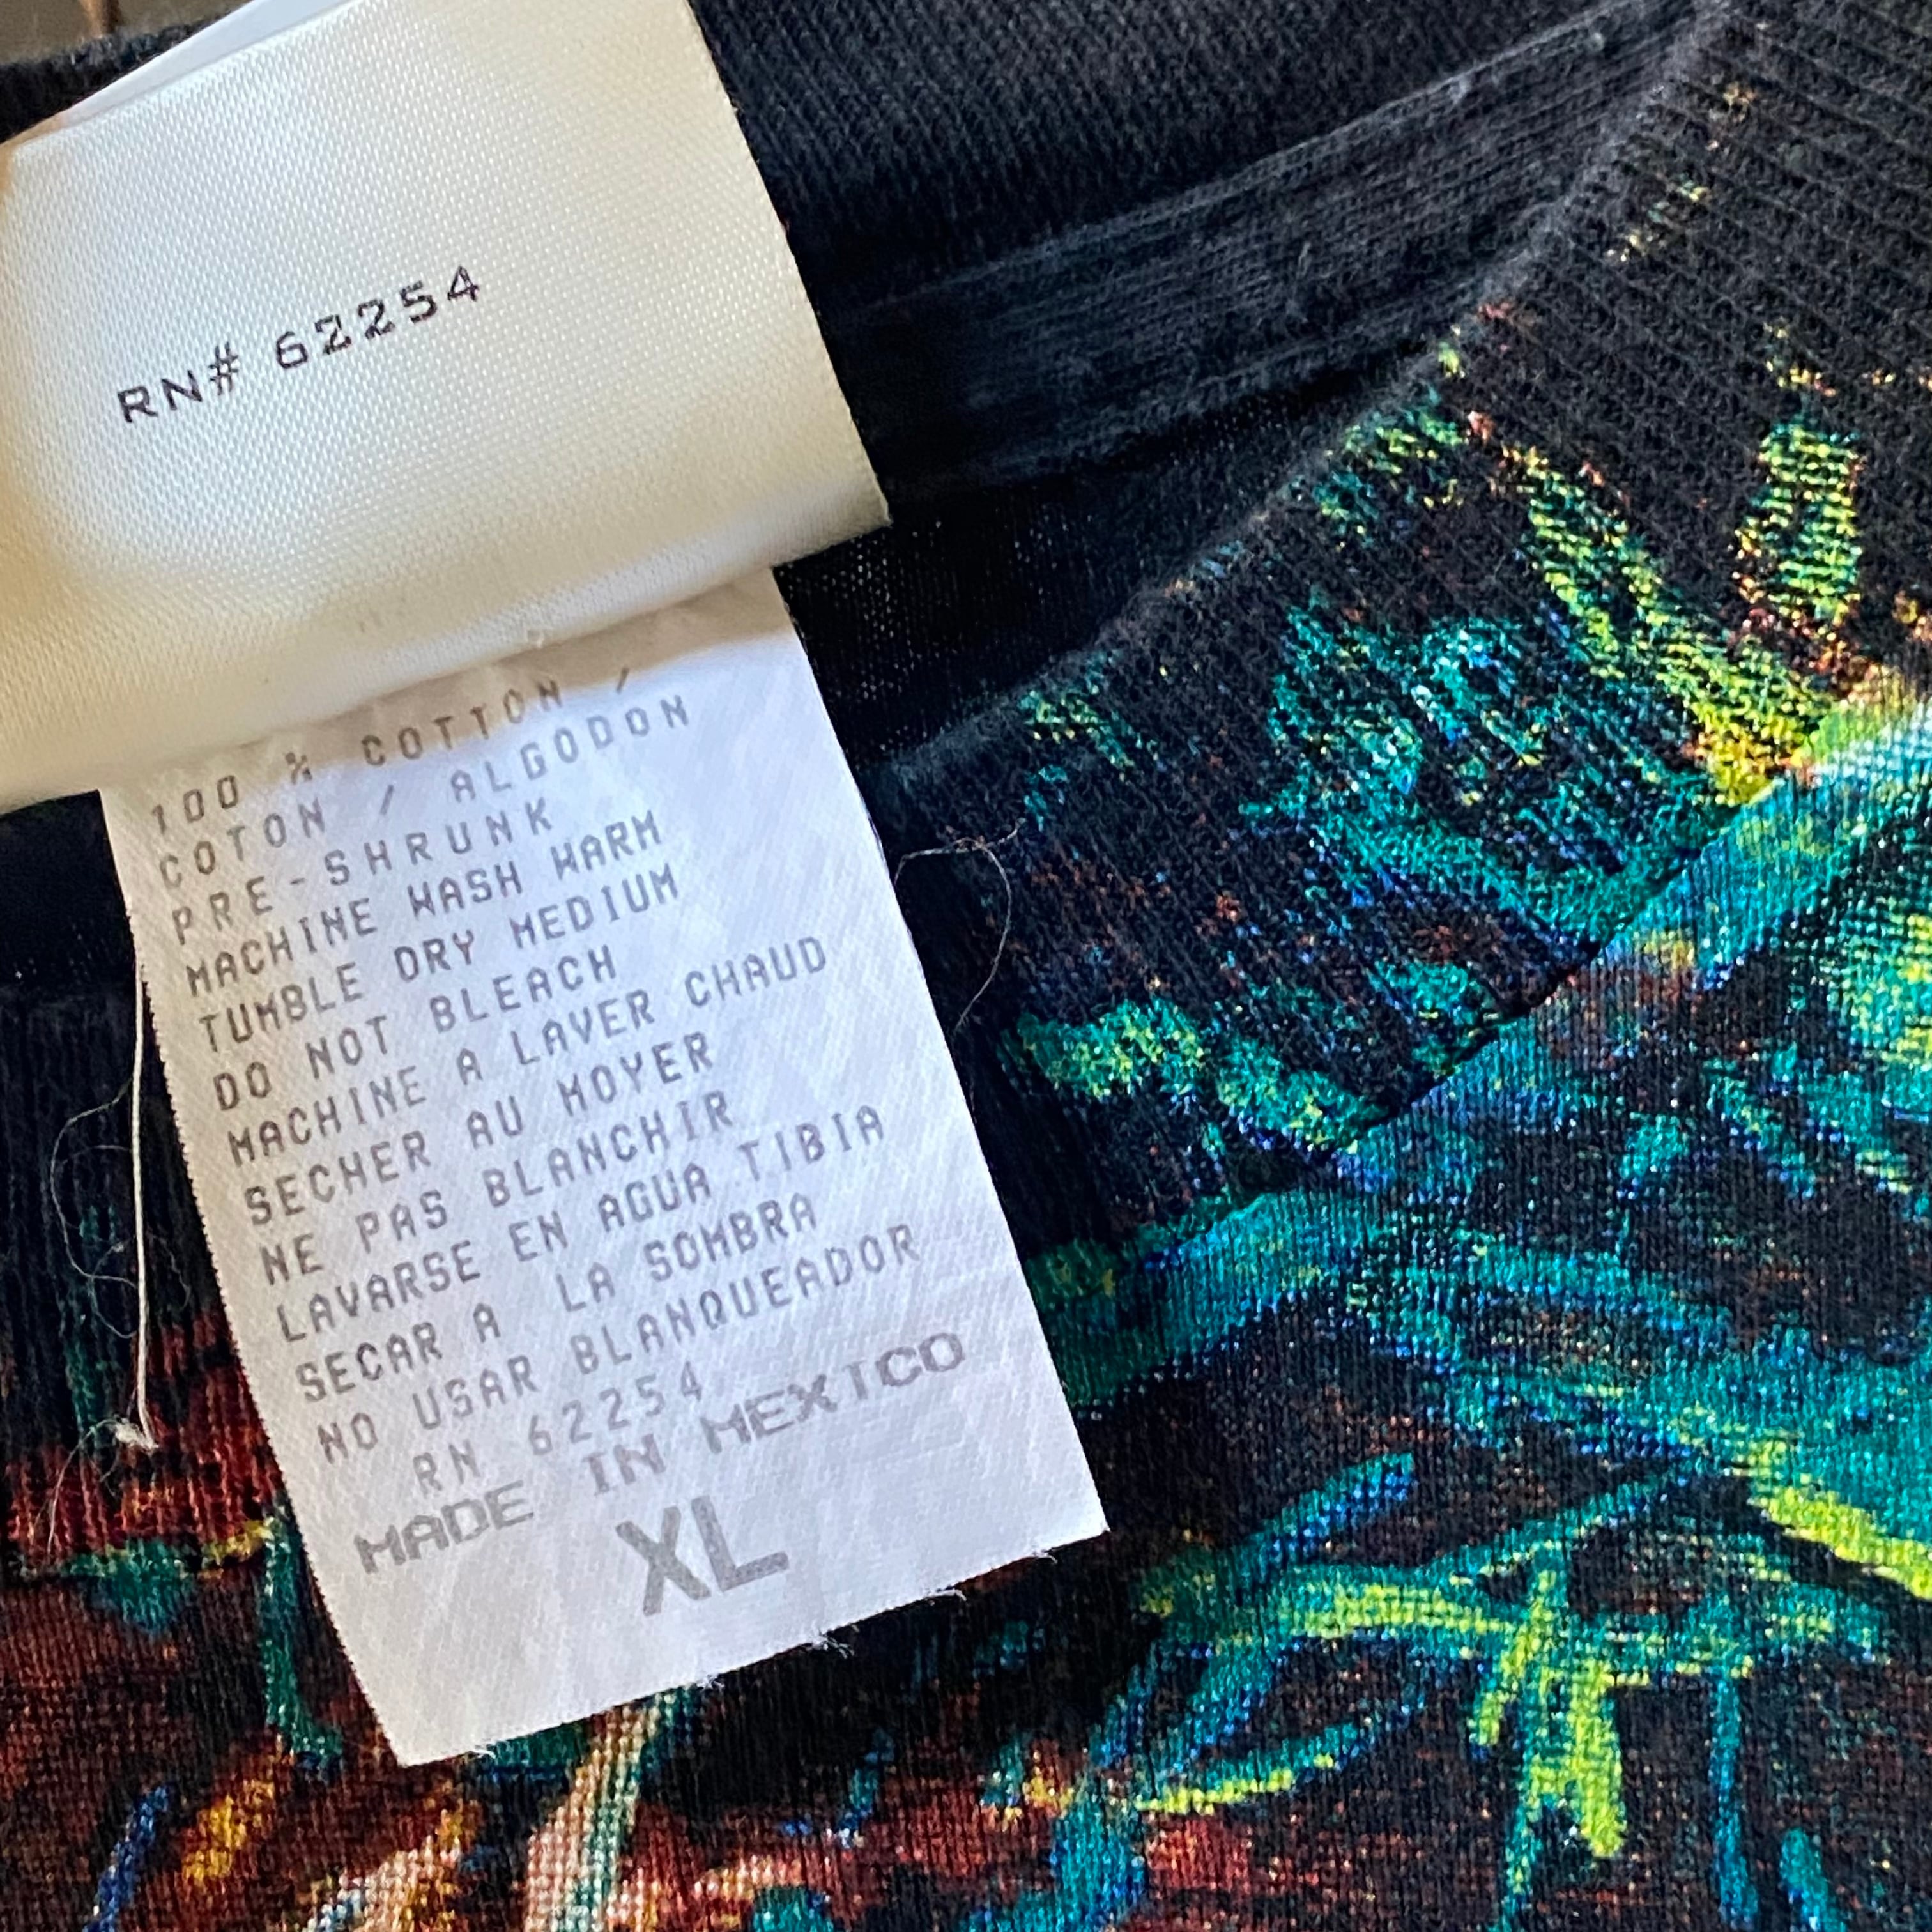 RN# 62254
100 % COTTON /
COTON / ALGODON
PRE-SHRUNK
MACHINE WASH WARM
TUMBLE DRY MEDIUM
DO NOT BLEACH
MACHINE A LAVER CHAUD
SECHER AU MOYER
NE PAS BLANCHIR
LAVARSE EN AGUA TIBIA
SECAR A LA SOMBRA
NO USAR BLANQUEADOR
RN 62254
MADE IN MEXICO
XL